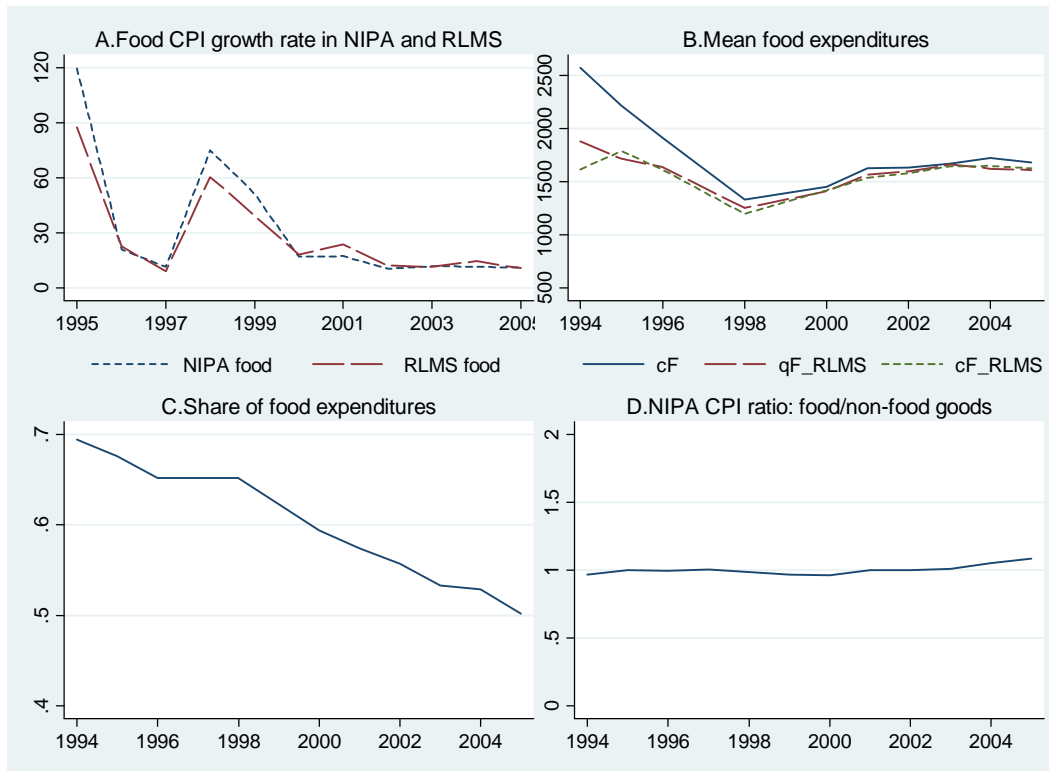 A.Food CPI growth rate in NIPA and RLMS
120
90
60
30
0
1995 1997 1999 2001 2003 2005
NIPA food RLMS food
B.Mean food expenditures
2500
2000
1500
1000
500
1994 1996 1998 2000 2002 2004
cF qF_RLMS cF_RLMS
C.Share of food expenditures
.7
.6
.5
.4
1994 1996 1998 2000 2002 2004
D.NIPA CPI ratio: food/non-food goods
2
1.5
1
.5
0
1994 1996 1998 2000 2002 2004